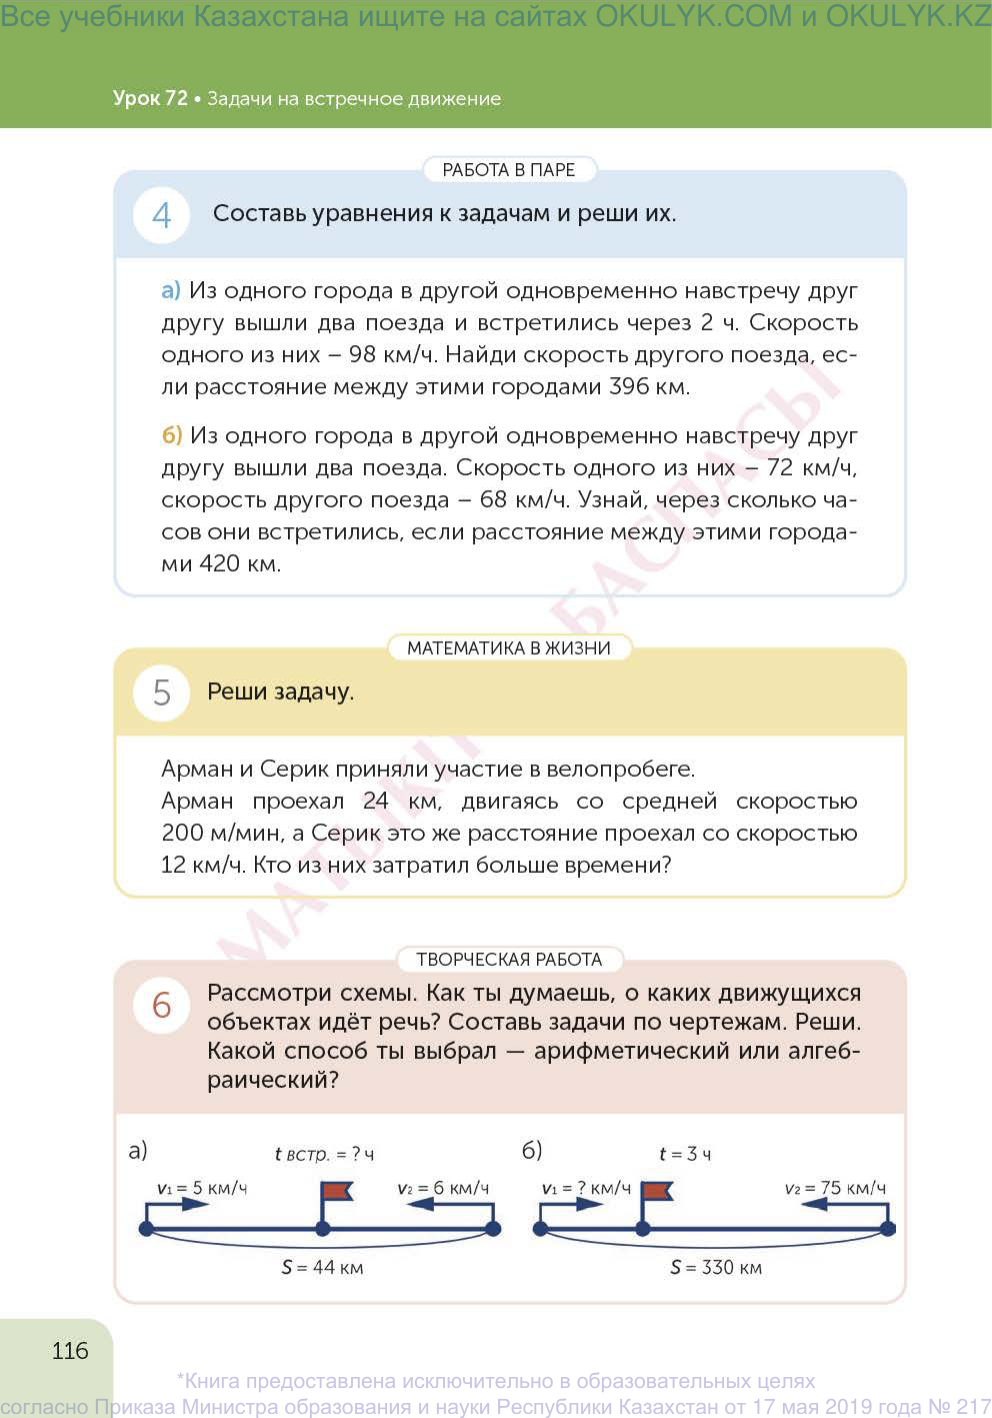 Все учебники Казахстана ищите на сайтах OKULYK.COM и OKULYK.KZ
Урок 72 • Задачи на встречное движение
РАБОТА В ПАРЕ
4 Составь уравнения к задачам и реши их.
а) Из одного города в другой одновременно навстречу друг
другу вышли два поезда и встретились через 2 ч. Скорость
одного из них – 98 км/ч. Найди скорость другого поезда, ес-
ли расстояние между этими городами 396 км.
б) Из одного города в другой одновременно навстречу друг
другу вышли два поезда. Скорость одного из них – 72 км/ч,
скорость другого поезда – 68 км/ч. Узнай, через сколько ча-
сов они встретились, если расстояние между этими города-
ми 420 км.
МАТЕМАТИКА В ЖИЗНИ
5 Реши задачу.
Арман и Серик приняли участие в велопробеге.
Арман проехал 24 км, двигаясь со средней скоростью
200 м/мин, а Серик это же расстояние проехал со скоростью
12 км/ч. Кто из них затратил больше времени?
ТВОРЧЕСКАЯ РАБОТА
6 Рассмотри схемы. Как ты думаешь, о каких движущихся
объектах идёт речь? Составь задачи по чертежам. Реши.
Какой способ ты выбрал — арифметический или алгеб-
раический?
а) t встр. = ? ч
v₁ = 5 км/ч v₂ = 6 км/ч
S = 44 км
б) t = 3 ч
v₁ = ? км/ч v₂ = 75 км/ч
S = 330 км
116
*Книга предоставлена исключительно в образовательных целях
согласно Приказа Министра образования и науки Республики Казахстан от 17 мая 2019 года № 217